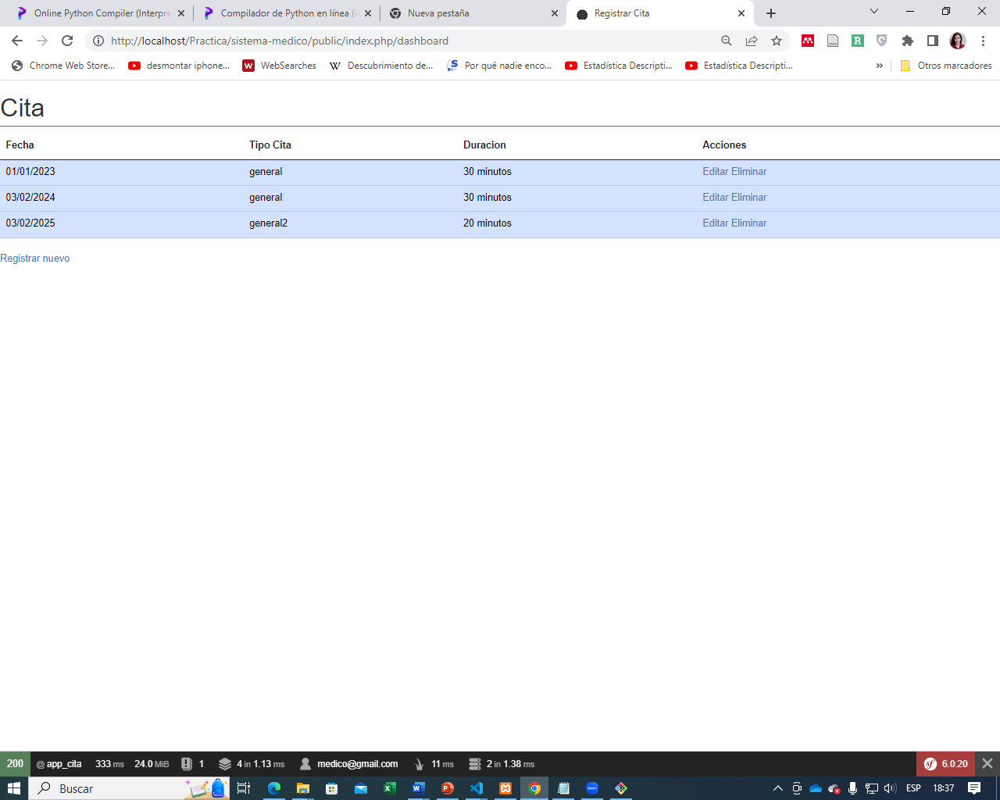 Online Python Compiler (Interpre
Compilador de Python en línea (i
Nueva pestaña
Registrar Cita
http://localhost/Practica/sistema-medico/public/index.php/dashboard
R
Chrome Web Store...
desmontar iphone...
W WebSearches
W Descubrimiento de...
S Por qué nadie enco...
Estadística Descripti...
Estadística Descripti...
»
Otros marcadores
Cita
Fecha Tipo Cita Duracion Acciones
01/01/2023 general 30 minutos Editar Eliminar
03/02/2024 general 30 minutos Editar Eliminar
03/02/2025 general2 20 minutos Editar Eliminar
Registrar nuevo
200 @ app_cita 333 ms 24.0 MiB 1 4 in 1.13 ms medico@gmail.com 11 ms 2 in 1.38 ms sf 6.0.20
Buscar
ESP 18:37